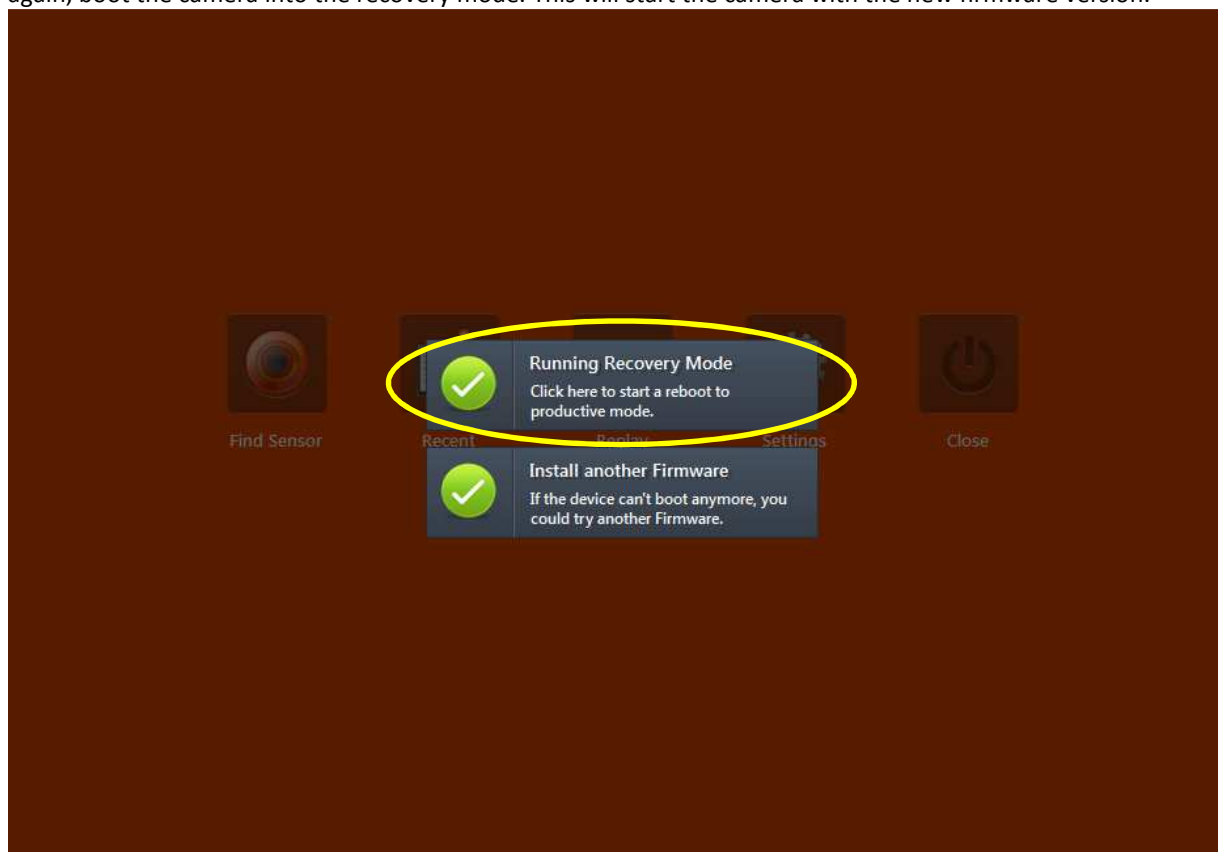 again, boot the camera into the recovery mode. This will start the camera with the new firmware version.
Running Recovery Mode
Click here to start a reboot to
productive mode.
Find Sensor
Recent
Replay
Settings
Close
Install another Firmware
If the device can't boot anymore, you
could try another Firmware.